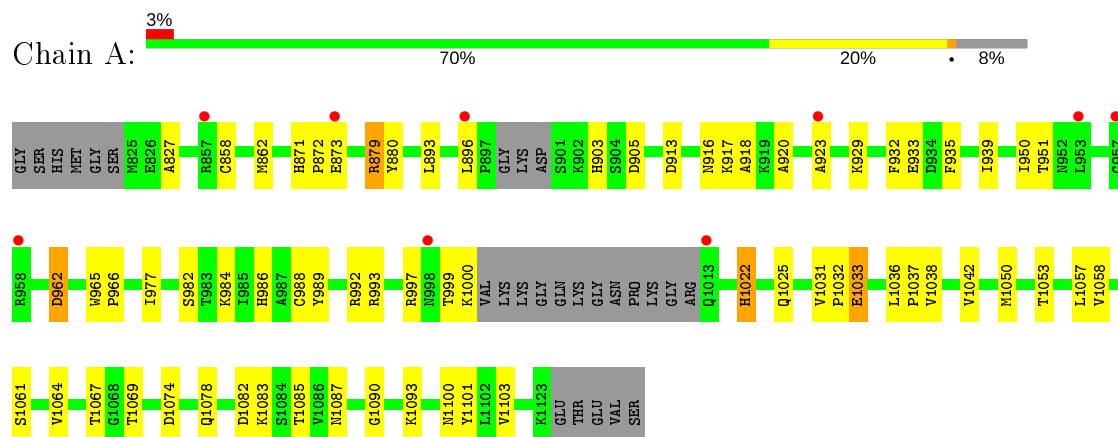 3%
Chain A:
70% 20% • 8%
GLY SER HIS MET GLY SER M825 E826 A827 R857 C858 M862 H871 P872 E873 R879 Y880 L893 L896 P897 GLY LYS ASP S901 K902 H903 S904 D905 D913 N916 K917 A918 K919 A920 A923 K929 F932 E933 D934 F935 I939 I950 T951 N952 L953 G957
R958 D962 W965 P966 I977 S982 T983 K984 I985 H986 A987 C988 Y989 R992 R993 R997 N998 T999 K1000 VAL LYS LYS GLY GLN LYS GLY ASN PRO LYS GLY ARG Q1013 H1022 Q1025 V1031 P1032 E1033 L1036 P1037 V1038 V1042 M1050 T1053 L1057 V1058
S1061 V1064 T1067 G1068 T1069 D1074 Q1078 D1082 K1083 S1084 T1085 V1086 N1087 G1090 K1093 N1100 Y1101 L1102 V1103 K1123 GLU THR GLU VAL SER